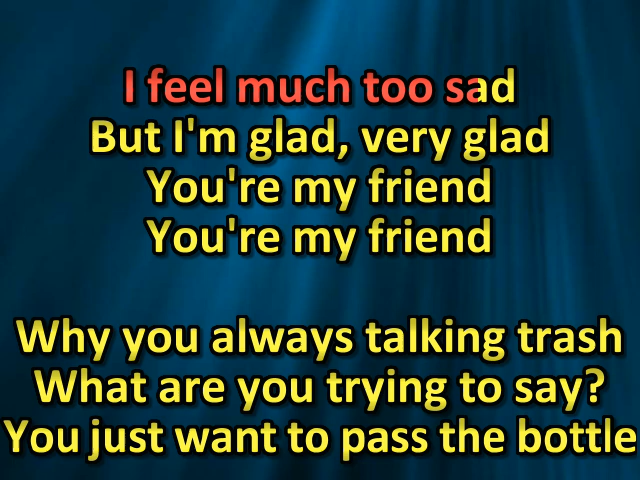 I feel much too sad
But I'm glad, very glad
You're my friend
You're my friend
Why you always talking trash
What are you trying to say?
You just want to pass the bottle